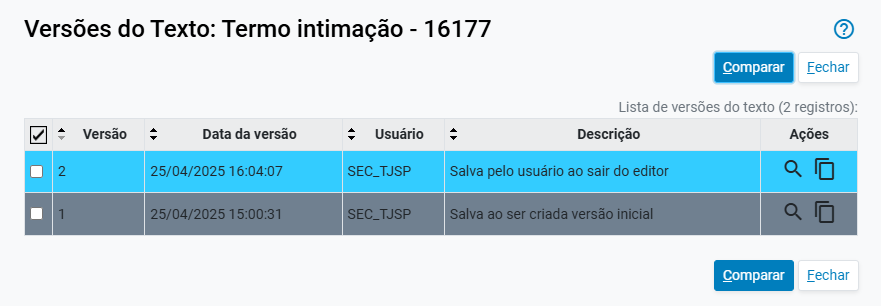 Versões do Texto: Termo intimação - 16177
Comparar Fechar
Lista de versões do texto (2 registros):
Versão Data da versão Usuário Descrição Ações
2 25/04/2025 16:04:07 SEC_TJSP Salva pelo usuário ao sair do editor
1 25/04/2025 15:00:31 SEC_TJSP Salva ao ser criada versão inicial
Comparar Fechar